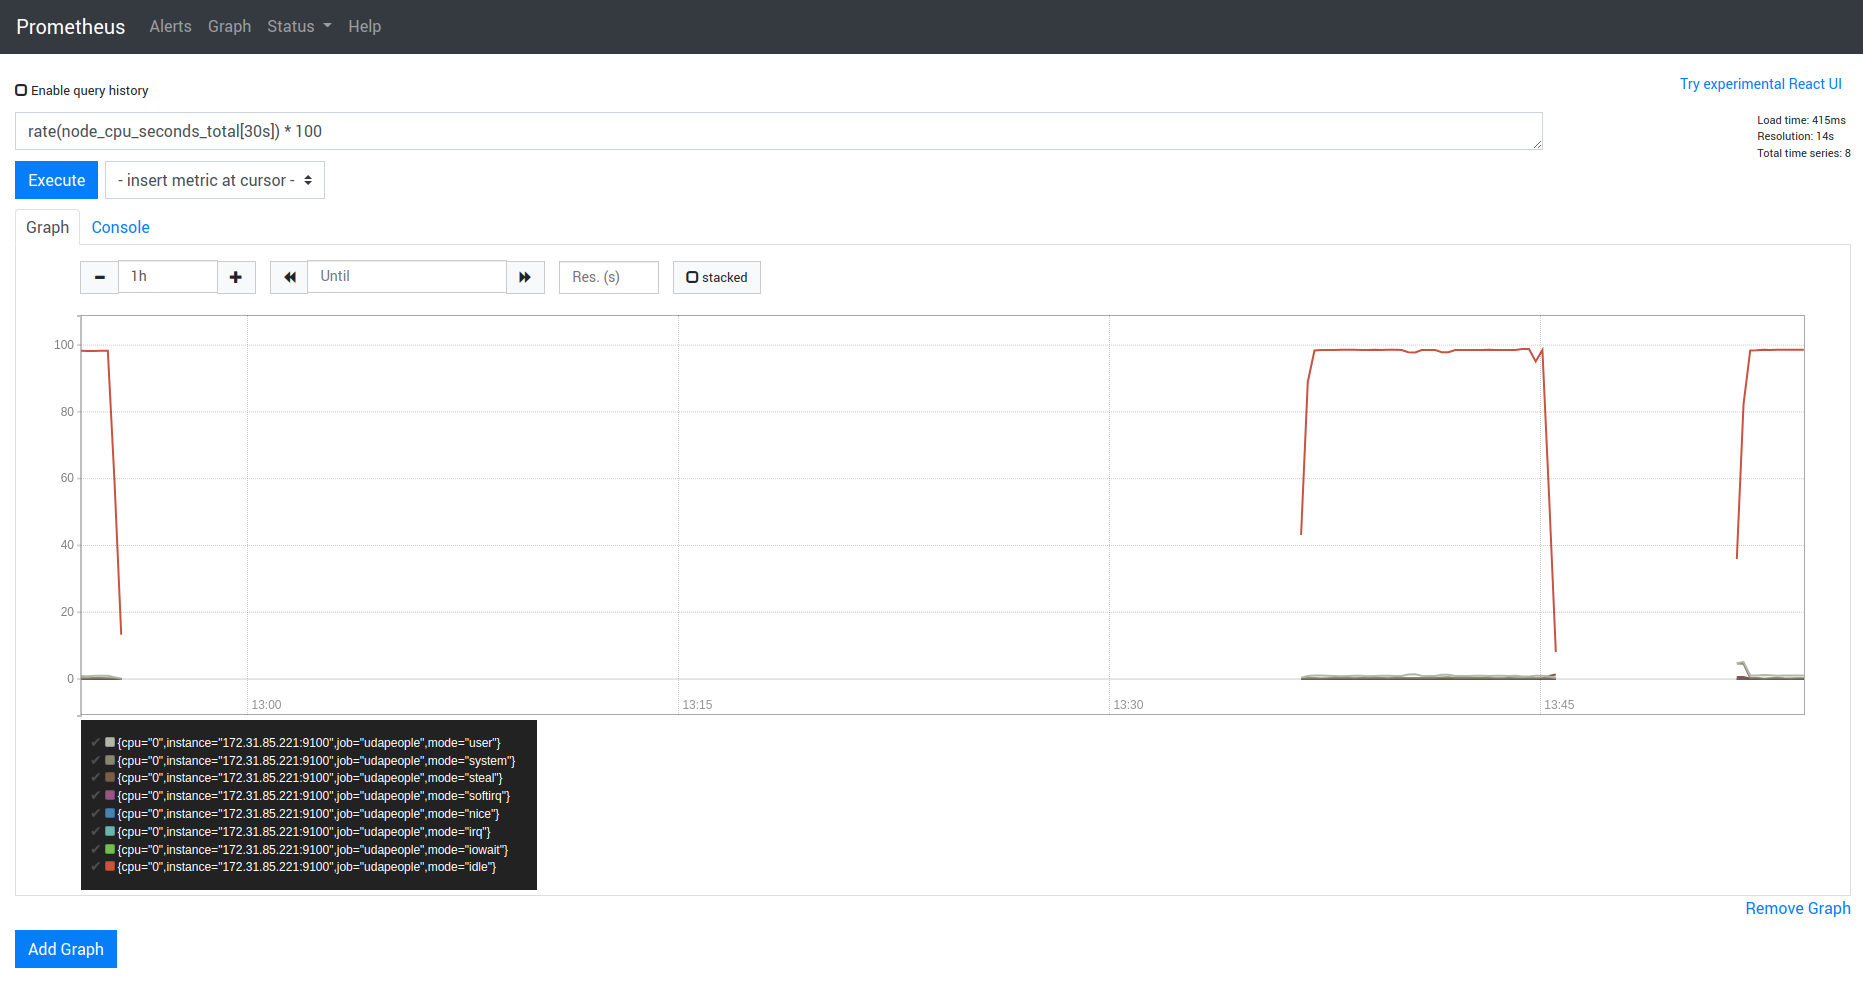 Prometheus Alerts Graph Status Help
Enable query history
Try experimental React UI
rate(node_cpu_seconds_total[30s]) * 100
Load time: 415ms
Resolution: 14s
Total time series: 8
Execute - insert metric at cursor -
Graph Console
1h Until Res. (s) stacked
100
80
60
40
20
0
13:00 13:15 13:30 13:45
{cpu="0",instance="172.31.85.221:9100",job="udapeople",mode="user"}
{cpu="0",instance="172.31.85.221:9100",job="udapeople",mode="system"}
{cpu="0",instance="172.31.85.221:9100",job="udapeople",mode="steal"}
{cpu="0",instance="172.31.85.221:9100",job="udapeople",mode="softirq"}
{cpu="0",instance="172.31.85.221:9100",job="udapeople",mode="nice"}
{cpu="0",instance="172.31.85.221:9100",job="udapeople",mode="irq"}
{cpu="0",instance="172.31.85.221:9100",job="udapeople",mode="iowait"}
{cpu="0",instance="172.31.85.221:9100",job="udapeople",mode="idle"}
Remove Graph
Add Graph